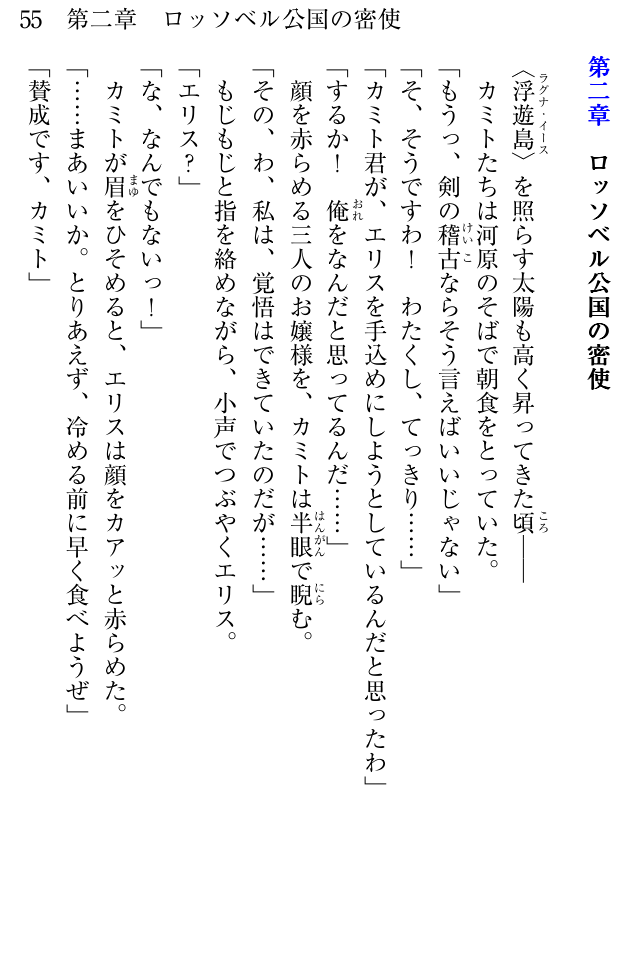 55　第二章　ロッソベル公国の密使
第二章　ロッソベル公国の密使
〈浮遊島〉を照らす太陽も高く昇ってきた頃――
ラグナ・イース
ころ
カミトたちは河原のそばで朝食をとっていた。
「もうっ、剣の稽古ならそう言えばいいじゃない」
けいこ
「そ、そうですわ！　わたくし、てっきり……」
「カミト君が、エリスを手込めにしようとしているんだと思ったわ」
「するか！　俺をなんだと思ってるんだ……」
おれ
顔を赤らめる三人のお嬢様を、カミトは半眼で睨む。
はんがん
にら
「その、わ、私は、覚悟はできていたのだが……」
もじもじと指を絡めながら、小声でつぶやくエリス。
「エリス？」
「な、なんでもないっ！」
カミトが眉をひそめると、エリスは顔をカアッと赤らめた。
まゆ
「……まあいいか。とりあえず、冷める前に早く食べようぜ」
「賛成です、カミト」